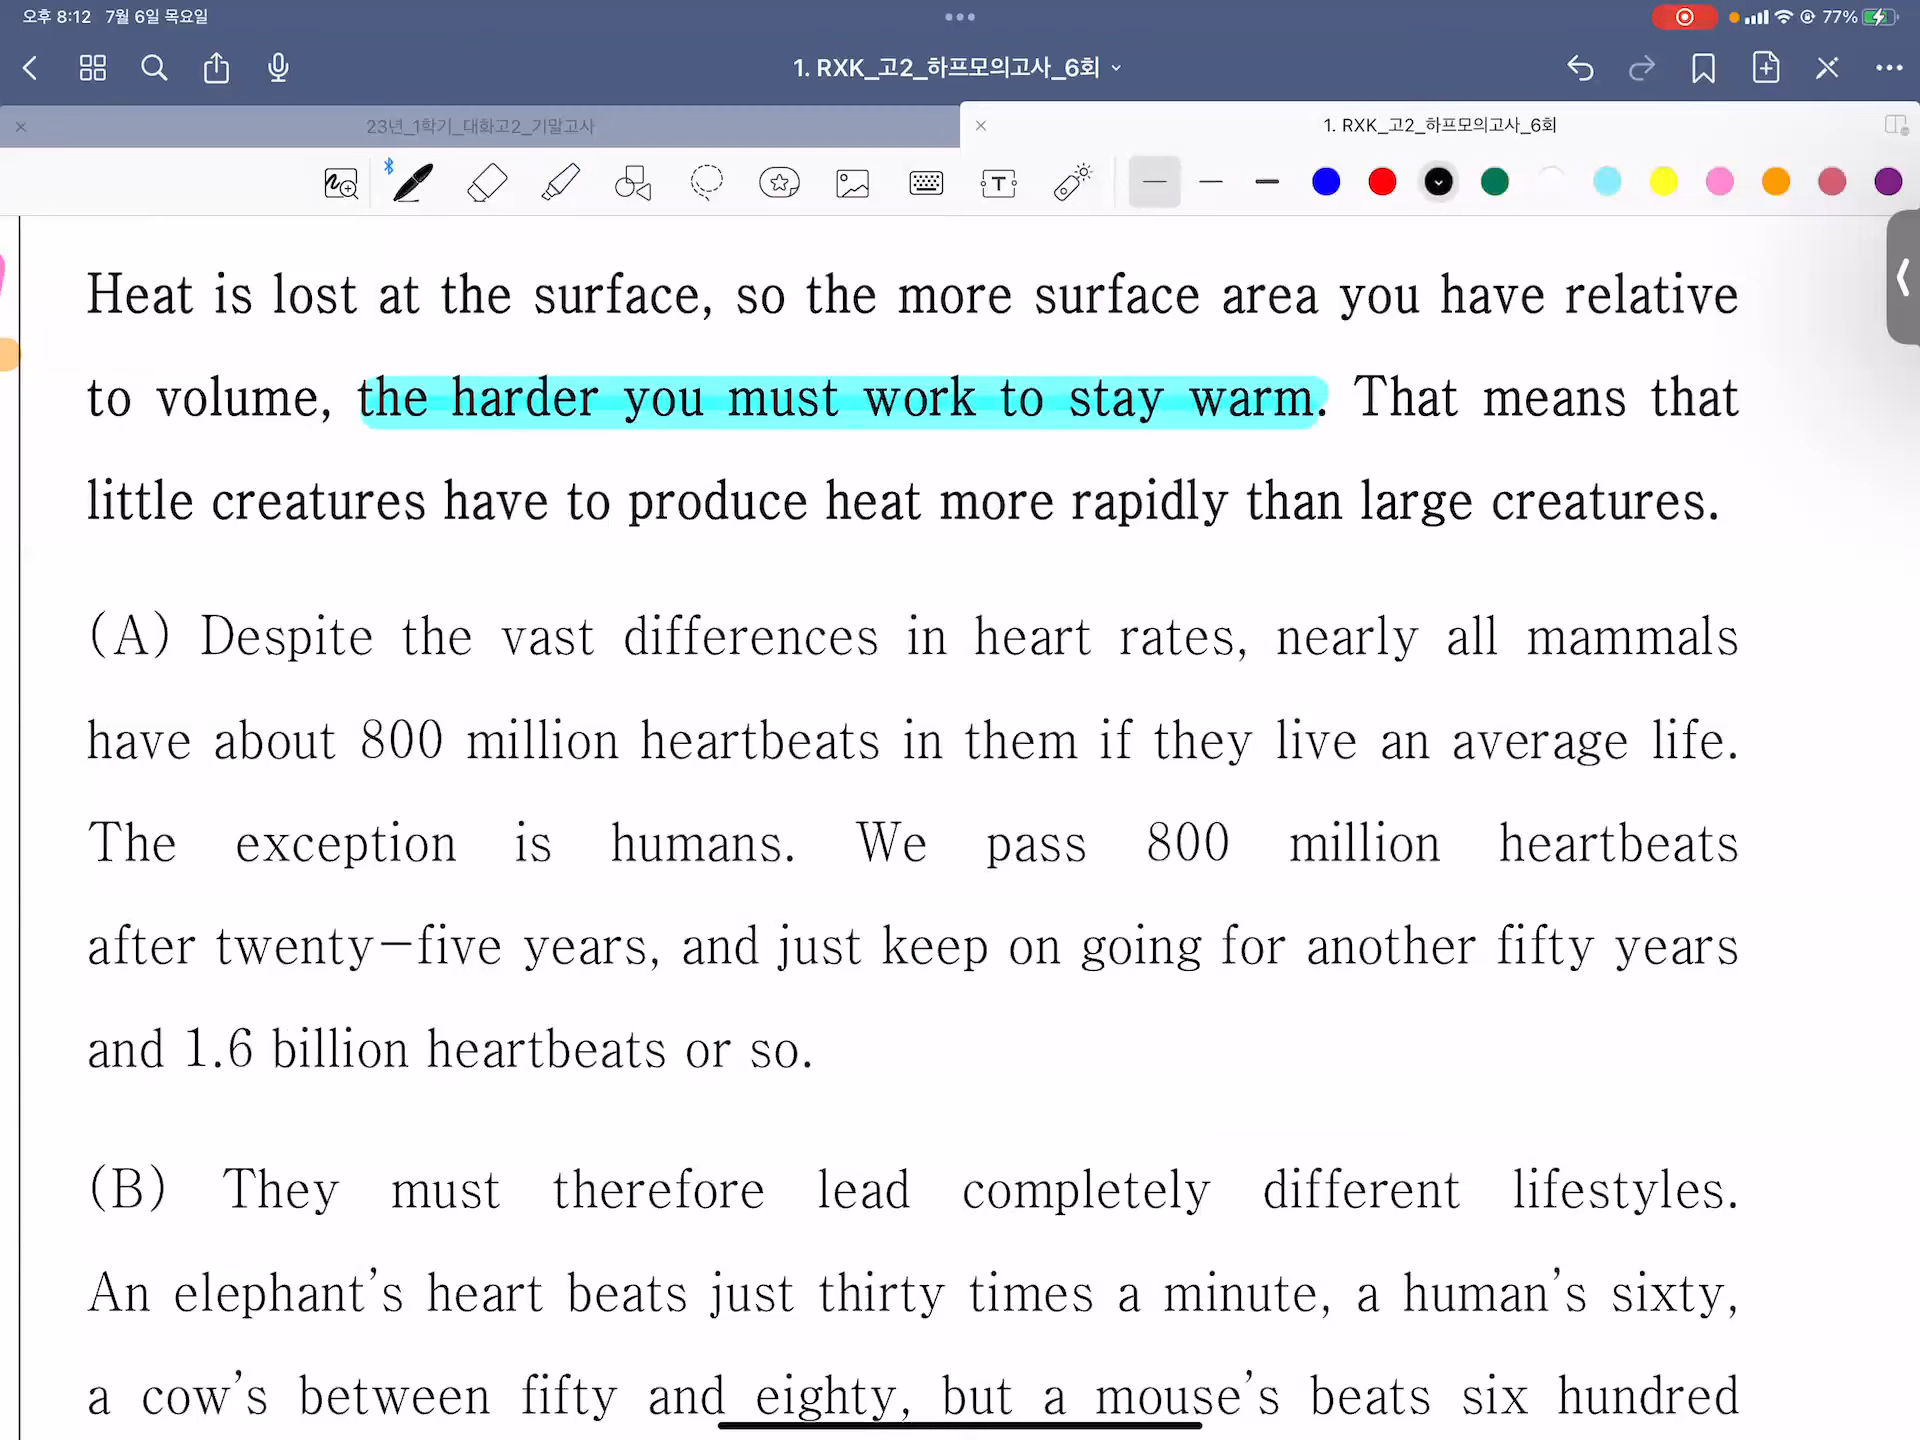 오후 8:12 7월 6일 목요일
77%
1. RXK_고2_하프모의고사_6회
23년_1학기_대화고2_기말고사
1. RXK_고2_하프모의고사_6회
Heat is lost at the surface, so the more surface area you have relative
to volume, the harder you must work to stay warm. That means that
little creatures have to produce heat more rapidly than large creatures.
(A) Despite the vast differences in heart rates, nearly all mammals
have about 800 million heartbeats in them if they live an average life.
The exception is humans. We pass 800 million heartbeats
after twenty-five years, and just keep on going for another fifty years
and 1.6 billion heartbeats or so.
(B) They must therefore lead completely different lifestyles.
An elephant's heart beats just thirty times a minute, a human's sixty,
a cow's between fifty and eighty, but a mouse's beats six hundred